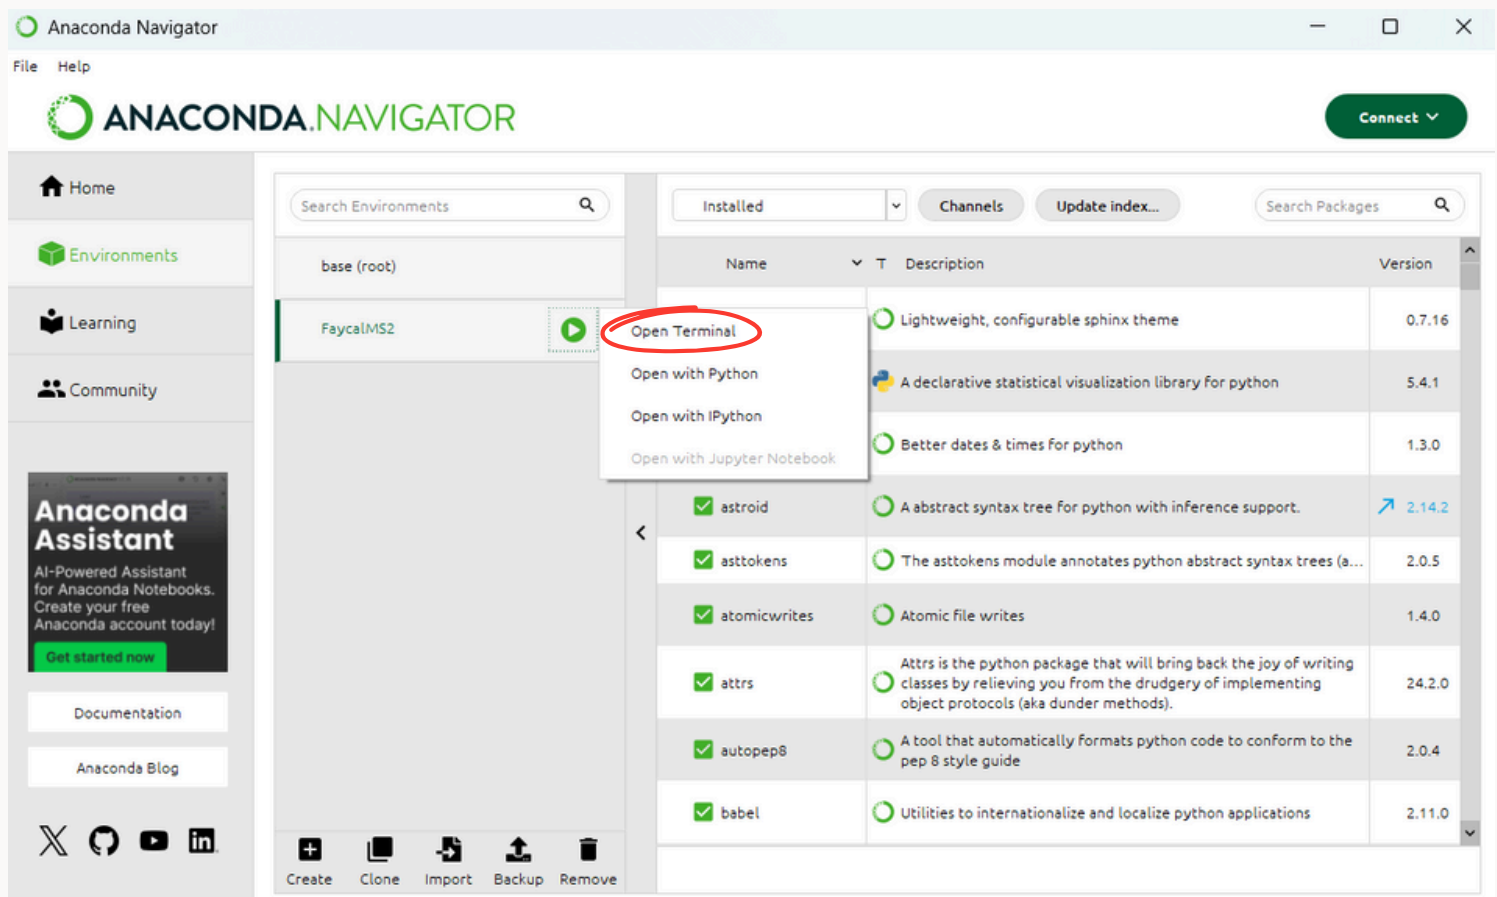 Anaconda Navigator
File Help
ANACONDA.NAVIGATOR
Connect
Home
Environments
Learning
Community
Anaconda
Assistant
AI-Powered Assistant
for Anaconda Notebooks.
Create your free
Anaconda account today!
Get started now
Documentation
Anaconda Blog
Search Environments
base (root)
FaycalMS2
Open Terminal
Open with Python
Open with IPython
Open with Jupyter Notebook
Create Clone Import Backup Remove
Installed Channels Update index... Search Packages
Name T Description Version
Lightweight, configurable sphinx theme 0.7.16
A declarative statistical visualization library for python 5.4.1
Better dates & times for python 1.3.0
astroid A abstract syntax tree for python with inference support. 2.14.2
asttokens The asttokens module annotates python abstract syntax trees (a... 2.0.5
atomicwrites Atomic file writes 1.4.0
attrs Attrs is the python package that will bring back the joy of writing
classes by relieving you from the drudgery of implementing
object protocols (aka dunder methods). 24.2.0
autopep8 A tool that automatically formats python code to conform to the
pep 8 style guide 2.0.4
babel Utilities to internationalize and localize python applications 2.11.0